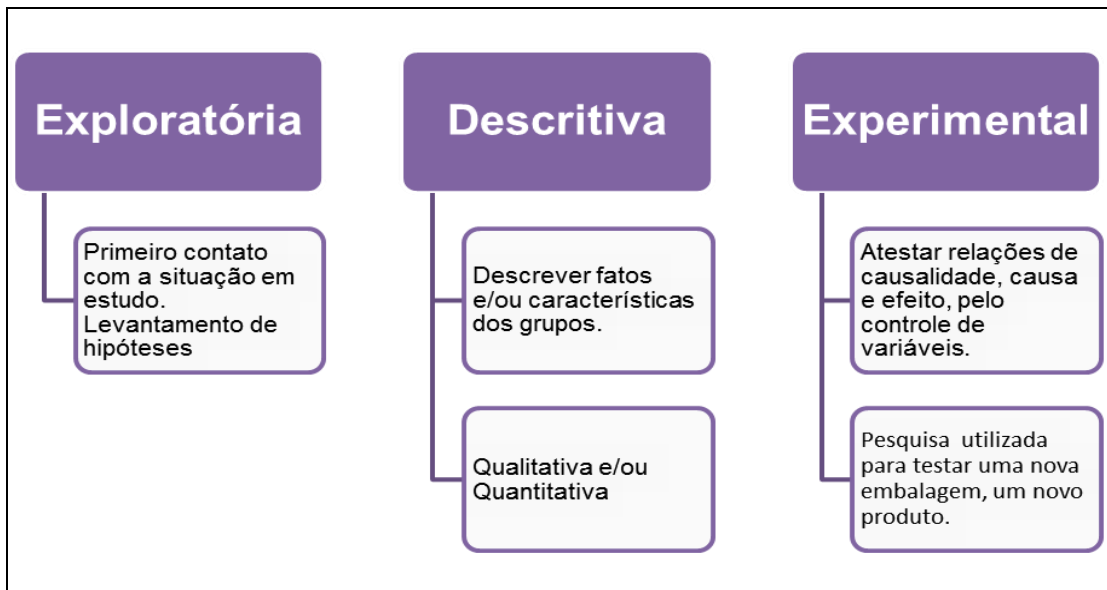 Exploratória
Primeiro contato
com a situação em
estudo.
Levantamento de
hipóteses
Descritiva
Descrever fatos
e/ou características
dos grupos.
Qualitativa e/ou
Quantitativa
Experimental
Atestar relações de
causalidade, causa
e efeito, pelo
controle de
variáveis.
Pesquisa utilizada
para testar uma nova
embalagem, um novo
produto.